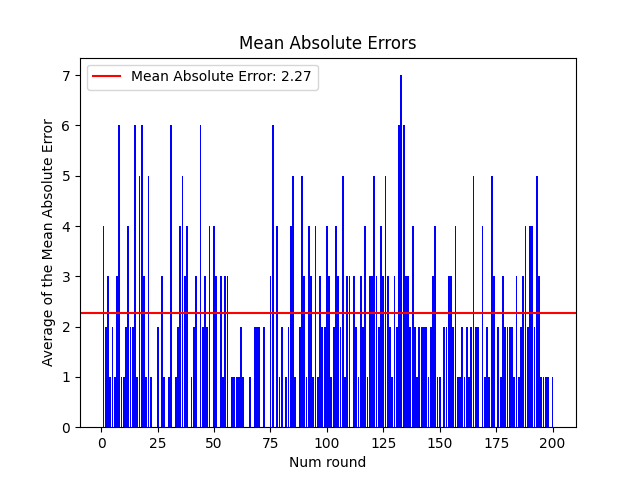 Mean Absolute Errors
Mean Absolute Error: 2.27
Average of the Mean Absolute Error
7
6
5
4
3
2
1
0
0 25 50 75 100 125 150 175 200
Num round